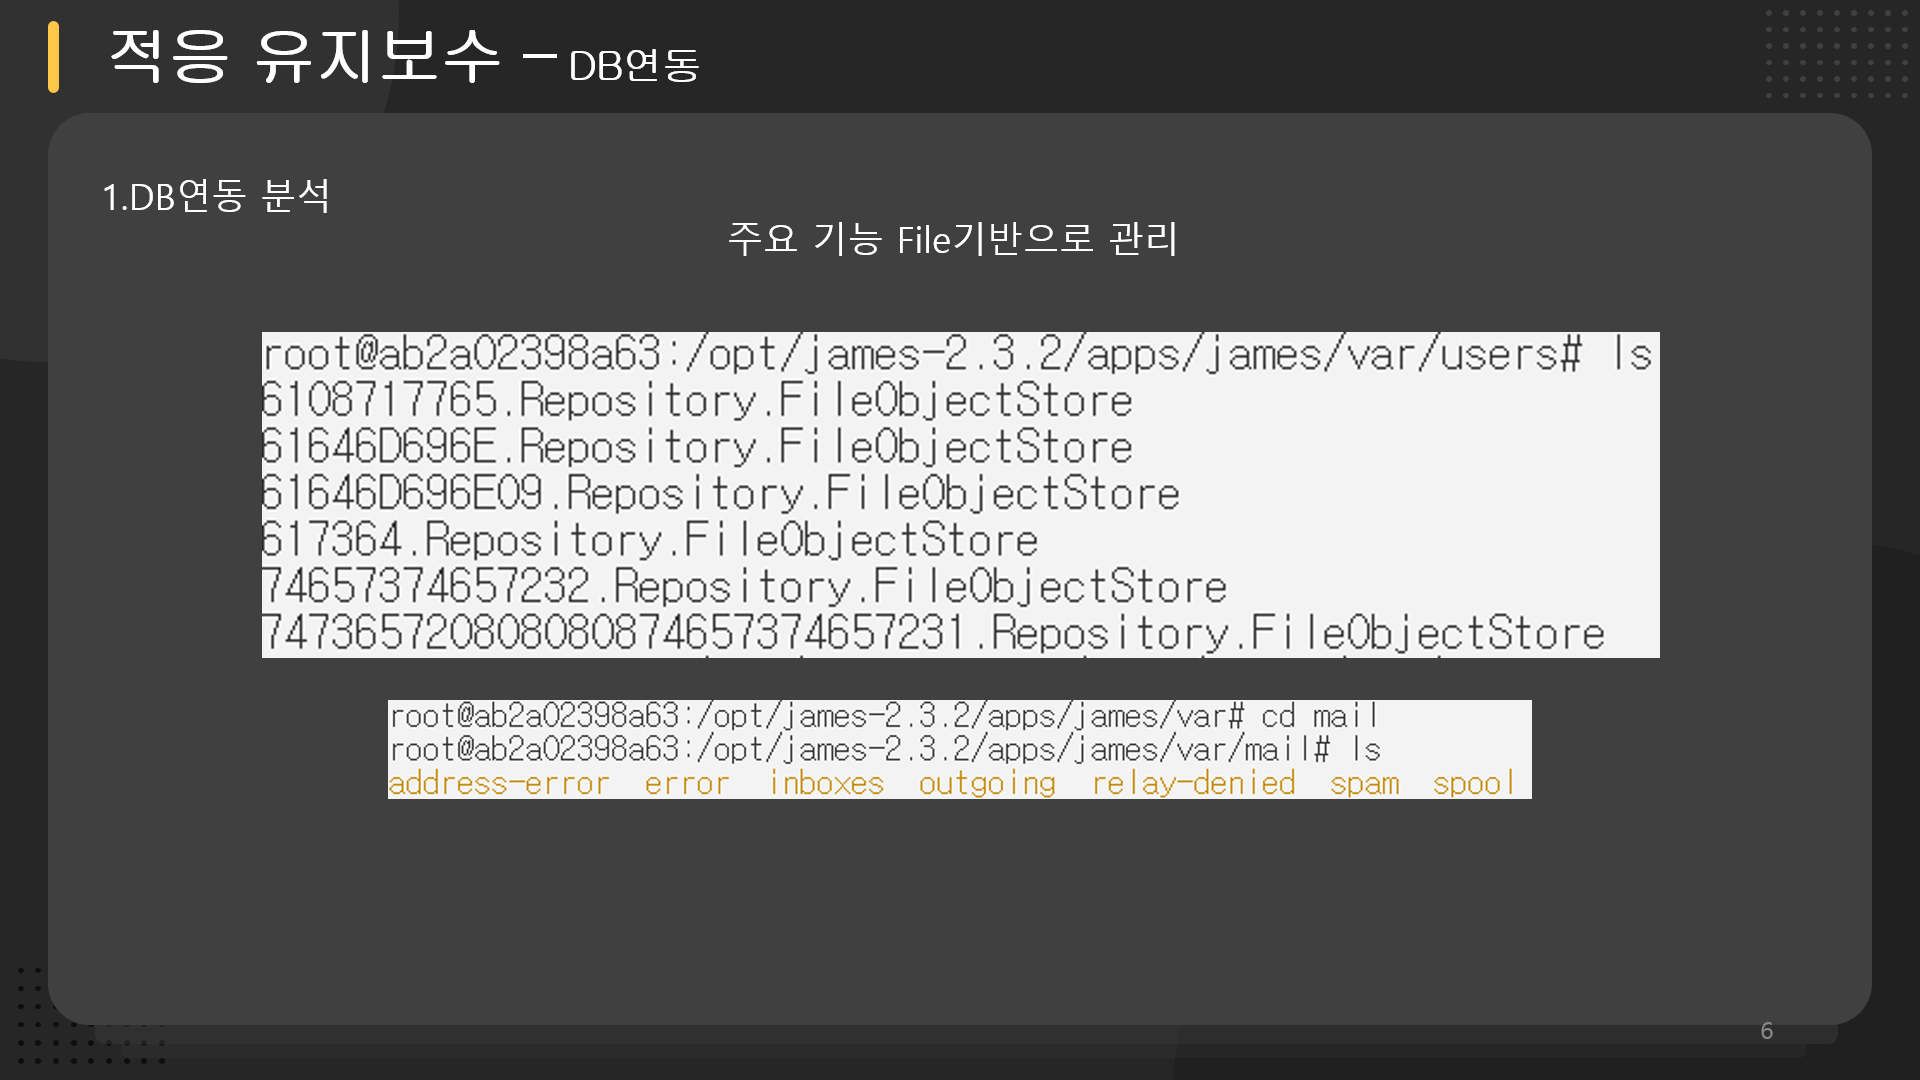 적응 유지보수 – DB연동
1.DB연동 분석
주요 기능 File기반으로 관리
root@ab2a02398a63:/opt/james-2.3.2/apps/james/var/users# ls
6108717765.Repository.FileObjectStore
61646D696E.Repository.FileObjectStore
61646D696E09.Repository.FileObjectStore
617364.Repository.FileObjectStore
74657374657232.Repository.FileObjectStore
747365720808080874657374657231.Repository.FileObjectStore
root@ab2a02398a63:/opt/james-2.3.2/apps/james/var# cd mail
root@ab2a02398a63:/opt/james-2.3.2/apps/james/var/mail# ls
address-error error inboxes outgoing relay-denied spam spool
6